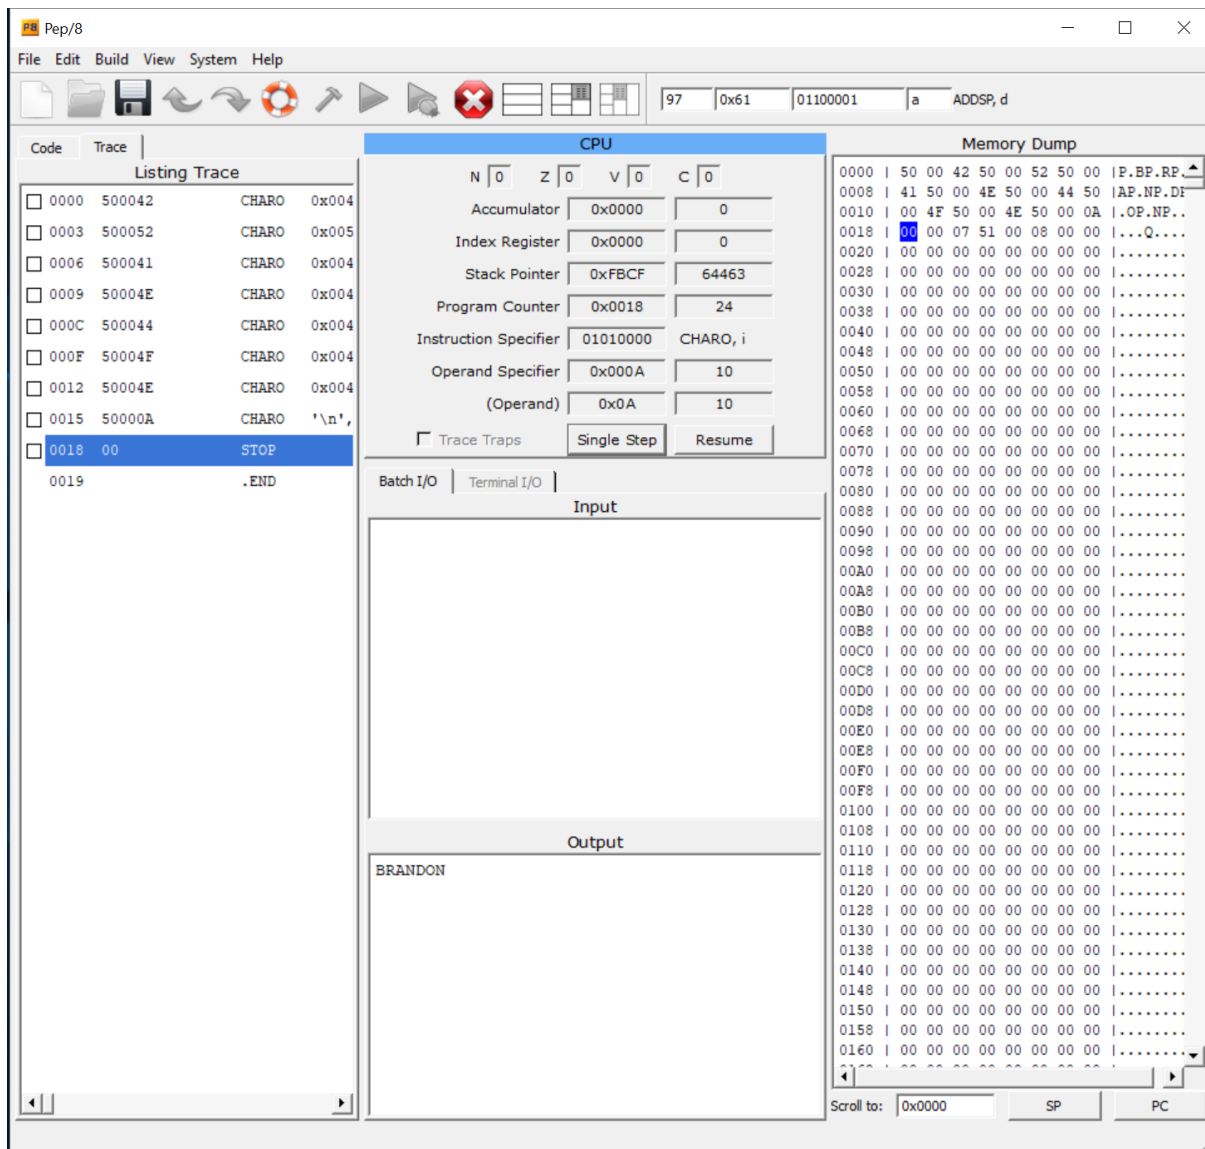 Pep/8
File Edit Build View System Help
97 0x61 01100001 a ADDSP, d
Code Trace
Listing Trace
0000 500042 CHARO 0x004
0003 500052 CHARO 0x005
0006 500041 CHARO 0x004
0009 50004E CHARO 0x004
000C 500044 CHARO 0x004
000F 50004F CHARO 0x004
0012 50004E CHARO 0x004
0015 50000A CHARO '\n',
0018 00 STOP
0019 .END
CPU
N 0 Z 0 V 0 C 0
Accumulator 0x0000 0
Index Register 0x0000 0
Stack Pointer 0xFBCF 64463
Program Counter 0x0018 24
Instruction Specifier 01010000 CHARO, i
Operand Specifier 0x000A 10
(Operand) 0x0A 10
Trace Traps Single Step Resume
Batch I/O Terminal I/O
Input
Output
BRANDON
Memory Dump
0000 | 50 00 42 50 00 52 50 00 |P.BP.RP.
0008 | 41 50 00 4E 50 00 44 50 |AP.NP.DP
0010 | 00 4F 50 00 4E 50 00 0A |.OP.NP..
0018 | 00 00 07 51 00 08 00 00 |...Q....
0020 | 00 00 00 00 00 00 00 00 |........
0028 | 00 00 00 00 00 00 00 00 |........
0030 | 00 00 00 00 00 00 00 00 |........
0038 | 00 00 00 00 00 00 00 00 |........
0040 | 00 00 00 00 00 00 00 00 |........
0048 | 00 00 00 00 00 00 00 00 |........
0050 | 00 00 00 00 00 00 00 00 |........
0058 | 00 00 00 00 00 00 00 00 |........
0060 | 00 00 00 00 00 00 00 00 |........
0068 | 00 00 00 00 00 00 00 00 |........
0070 | 00 00 00 00 00 00 00 00 |........
0078 | 00 00 00 00 00 00 00 00 |........
0080 | 00 00 00 00 00 00 00 00 |........
0088 | 00 00 00 00 00 00 00 00 |........
0090 | 00 00 00 00 00 00 00 00 |........
0098 | 00 00 00 00 00 00 00 00 |........
00A0 | 00 00 00 00 00 00 00 00 |........
00A8 | 00 00 00 00 00 00 00 00 |........
00B0 | 00 00 00 00 00 00 00 00 |........
00B8 | 00 00 00 00 00 00 00 00 |........
00C0 | 00 00 00 00 00 00 00 00 |........
00C8 | 00 00 00 00 00 00 00 00 |........
00D0 | 00 00 00 00 00 00 00 00 |........
00D8 | 00 00 00 00 00 00 00 00 |........
00E0 | 00 00 00 00 00 00 00 00 |........
00E8 | 00 00 00 00 00 00 00 00 |........
00F0 | 00 00 00 00 00 00 00 00 |........
00F8 | 00 00 00 00 00 00 00 00 |........
0100 | 00 00 00 00 00 00 00 00 |........
0108 | 00 00 00 00 00 00 00 00 |........
0110 | 00 00 00 00 00 00 00 00 |........
0118 | 00 00 00 00 00 00 00 00 |........
0120 | 00 00 00 00 00 00 00 00 |........
0128 | 00 00 00 00 00 00 00 00 |........
0130 | 00 00 00 00 00 00 00 00 |........
0138 | 00 00 00 00 00 00 00 00 |........
0140 | 00 00 00 00 00 00 00 00 |........
0148 | 00 00 00 00 00 00 00 00 |........
0150 | 00 00 00 00 00 00 00 00 |........
0158 | 00 00 00 00 00 00 00 00 |........
0160 | 00 00 00 00 00 00 00 00 |........
Scroll to: 0x0000 SP PC